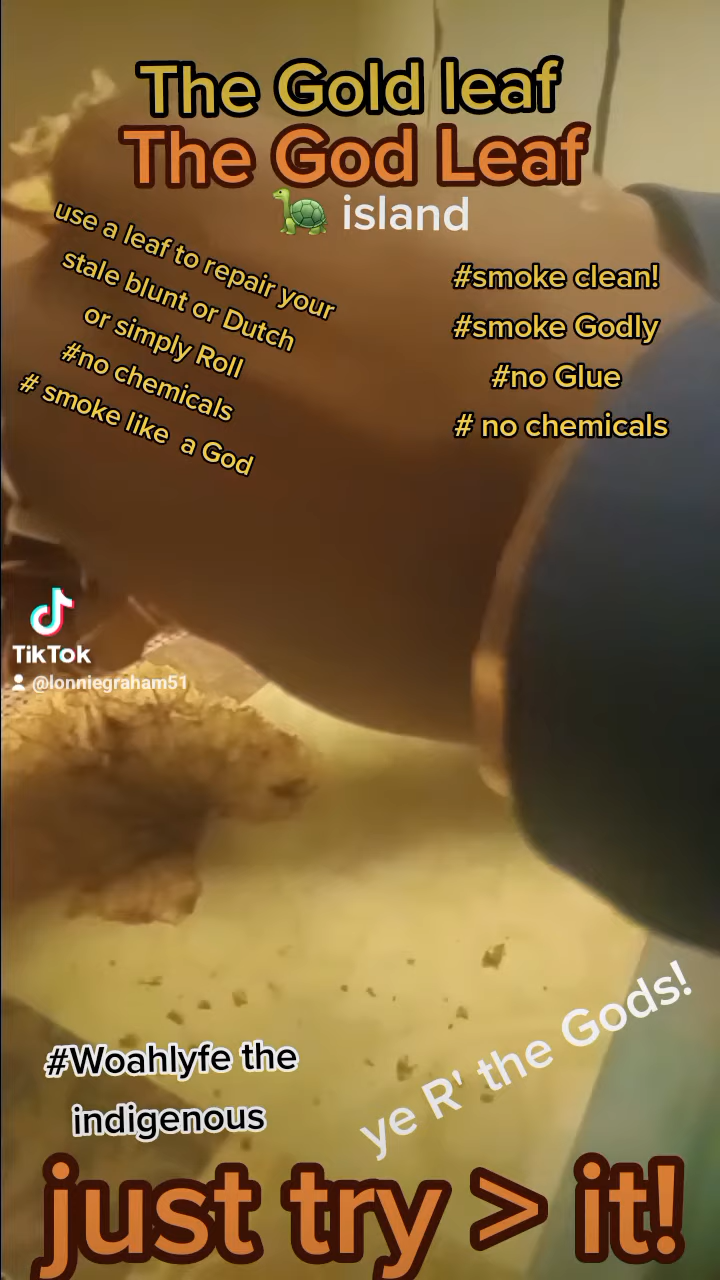 The Gold leaf
The God Leaf
🐢 island
use a leaf to repair your
stale blunt or Dutch
or simply Roll
#no chemicals
# smoke like a God
#smoke clean!
#smoke Godly
#no Glue
# no chemicals
TikTok
@lonniegraham51
#Woahlyfe the
indigenous
ye R' the Gods!
just try > it!